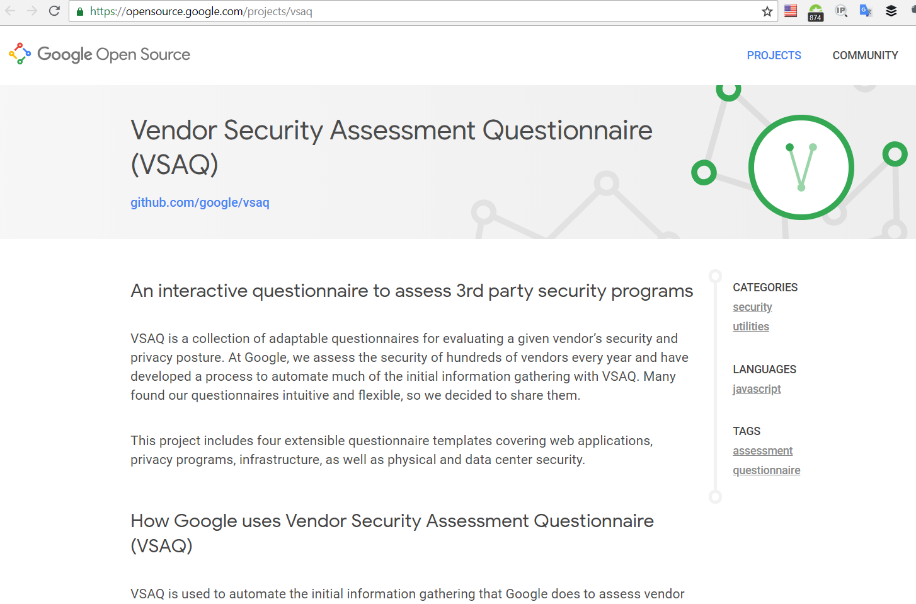 https://opensource.google.com/projects/vsaq
874
IP
Google Open Source
PROJECTS
COMMUNITY
Vendor Security Assessment Questionnaire
(VSAQ)
github.com/google/vsaq
An interactive questionnaire to assess 3rd party security programs
VSAQ is a collection of adaptable questionnaires for evaluating a given vendor's security and
privacy posture. At Google, we assess the security of hundreds of vendors every year and have
developed a process to automate much of the initial information gathering with VSAQ. Many
found our questionnaires intuitive and flexible, so we decided to share them.
This project includes four extensible questionnaire templates covering web applications,
privacy programs, infrastructure, as well as physical and data center security.
How Google uses Vendor Security Assessment Questionnaire
(VSAQ)
VSAQ is used to automate the initial information gathering that Google does to assess vendor
CATEGORIES
security
utilities
LANGUAGES
javascript
TAGS
assessment
questionnaire